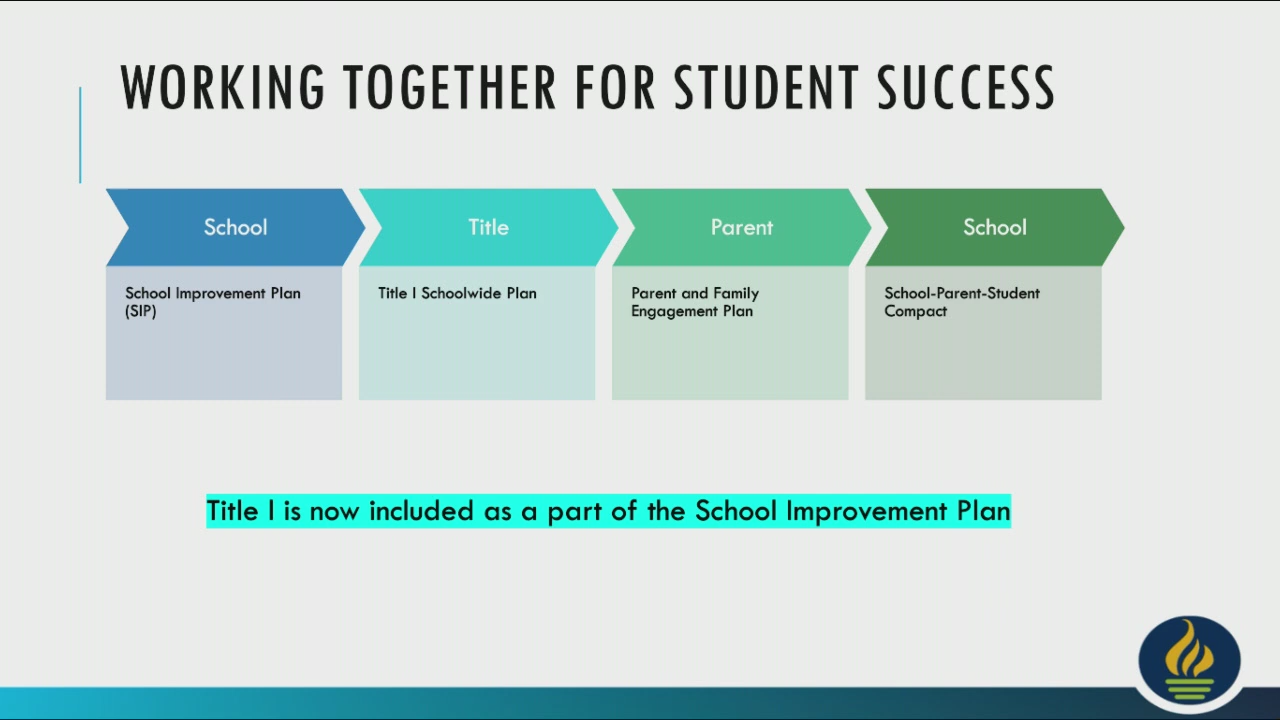 WORKING TOGETHER FOR STUDENT SUCCESS
School
School Improvement Plan
(SIP)
Title
Title I Schoolwide Plan
Parent
Parent and Family
Engagement Plan
School
School-Parent-Student
Compact
Title I is now included as a part of the School Improvement Plan